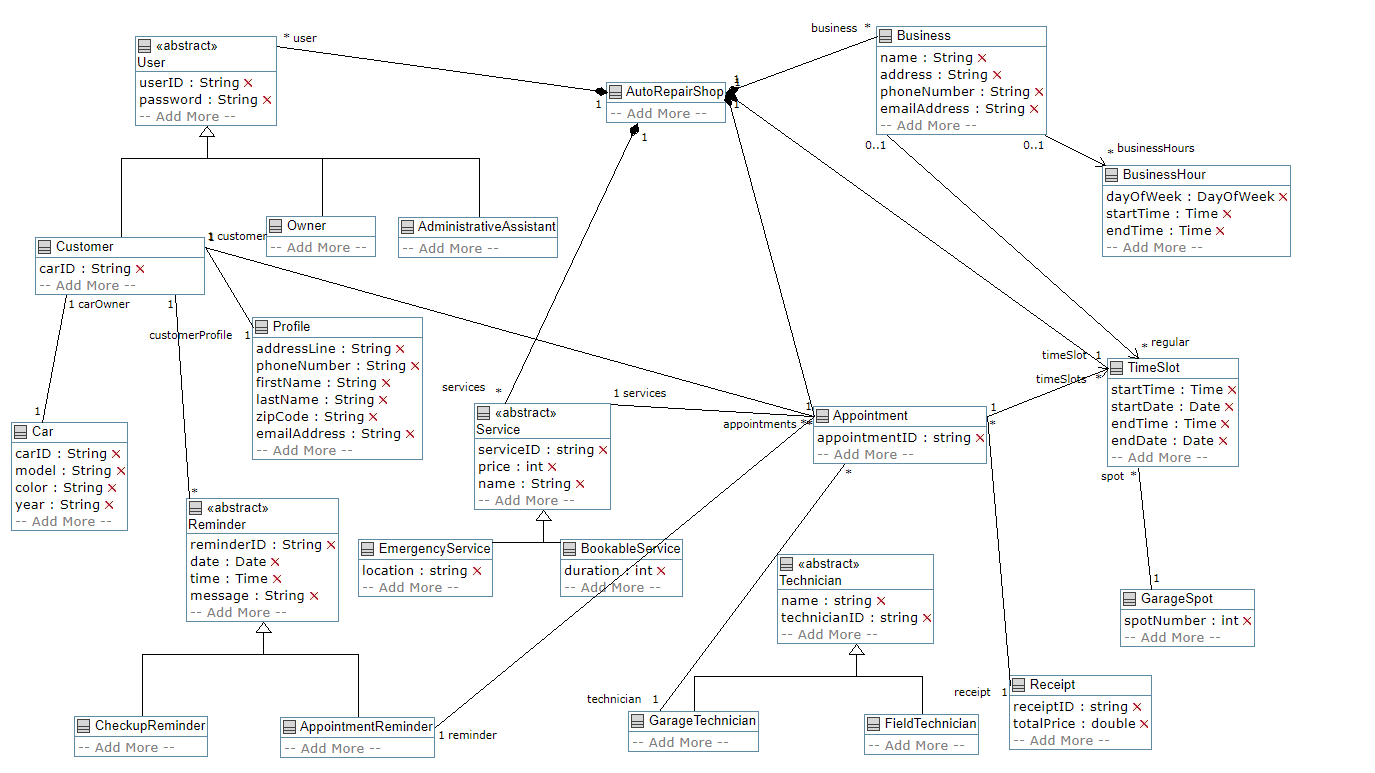 «abstract»
User
userID : String ×
password : String ×
-- Add More --
* user
1
AutoRepairShop
-- Add More --
1
1
1
1
business *
Business
name : String ×
address : String ×
phoneNumber : String ×
emailAddress : String ×
-- Add More --
0..1
0..1
* businessHours
BusinessHour
dayOfWeek : DayOfWeek ×
startTime : Time ×
endTime : Time ×
-- Add More --
Customer
carID : String ×
-- Add More --
1 customer
Owner
-- Add More --
AdministrativeAssistant
-- Add More --
1 carOwner
1
customerProfile 1
Profile
addressLine : String ×
phoneNumber : String ×
firstName : String ×
lastName : String ×
zipCode : String ×
emailAddress : String ×
-- Add More --
* regular
timeSlot 1
timeSlots *
TimeSlot
startTime : Time ×
startDate : Date ×
endTime : Time ×
endDate : Date ×
-- Add More --
services *
1 services
«abstract»
Service
serviceID : string ×
price : int ×
name : String ×
-- Add More --
1
appointments **
Appointment
appointmentID : string ×
-- Add More --
1
*
*
1
Car
carID : String ×
model : String ×
color : String ×
year : String ×
-- Add More --
*
«abstract»
Reminder
reminderID : String ×
date : Date ×
time : Time ×
message : String ×
-- Add More --
EmergencyService
location : string ×
-- Add More --
BookableService
duration : int ×
-- Add More --
«abstract»
Technician
name : string ×
technicianID : string ×
-- Add More --
spot *
1
GarageSpot
spotNumber : int ×
-- Add More --
CheckupReminder
-- Add More --
AppointmentReminder
-- Add More --
1 reminder
technician 1
GarageTechnician
-- Add More --
FieldTechnician
-- Add More --
receipt 1
Receipt
receiptID : string ×
totalPrice : double ×
-- Add More --